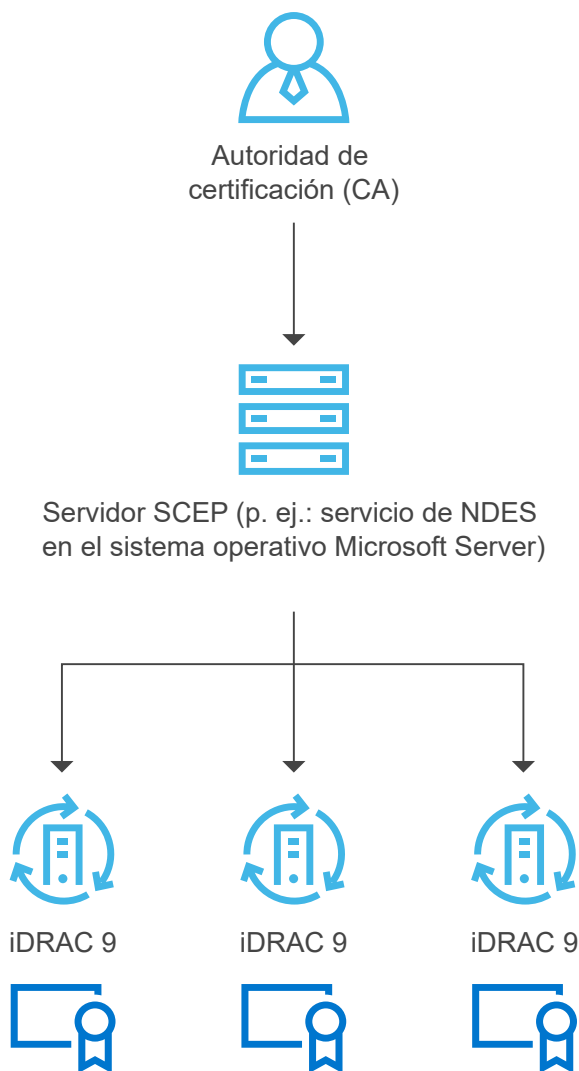 Autoridad de
certificación (CA)
Servidor SCEP (p. ej.: servicio de NDES
en el sistema operativo Microsoft Server)
iDRAC 9
iDRAC 9
iDRAC 9